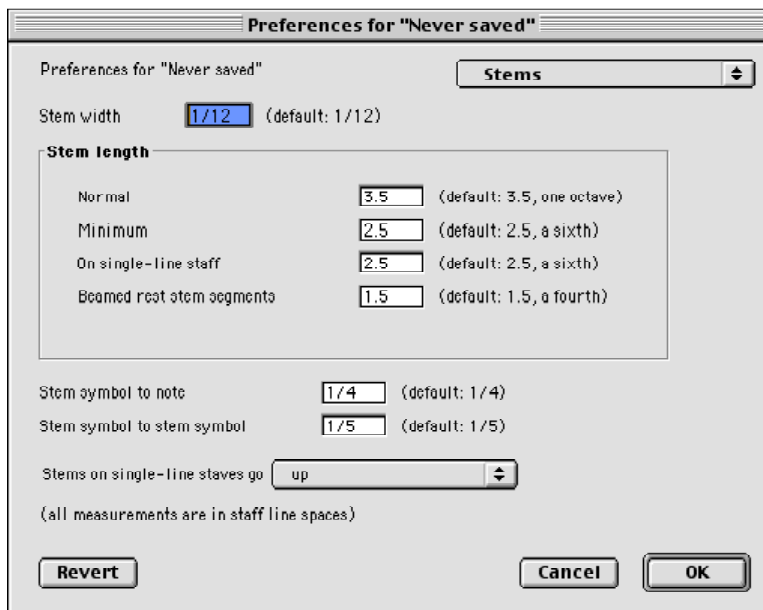 Preferences for "Never saved"
Preferences for "Never saved" Stems
Stem width 1/12 (default: 1/12)
Stem length
Normal 3.5 (default: 3.5, one octave)
Minimum 2.5 (default: 2.5, a sixth)
On single-line staff 2.5 (default: 2.5, a sixth)
Beamed rest stem segments 1.5 (default: 1.5, a fourth)
Stem symbol to note 1/4 (default: 1/4)
Stem symbol to stem symbol 1/5 (default: 1/5)
Stems on single-line staves go up
(all measurements are in staff line spaces)
Revert Cancel OK